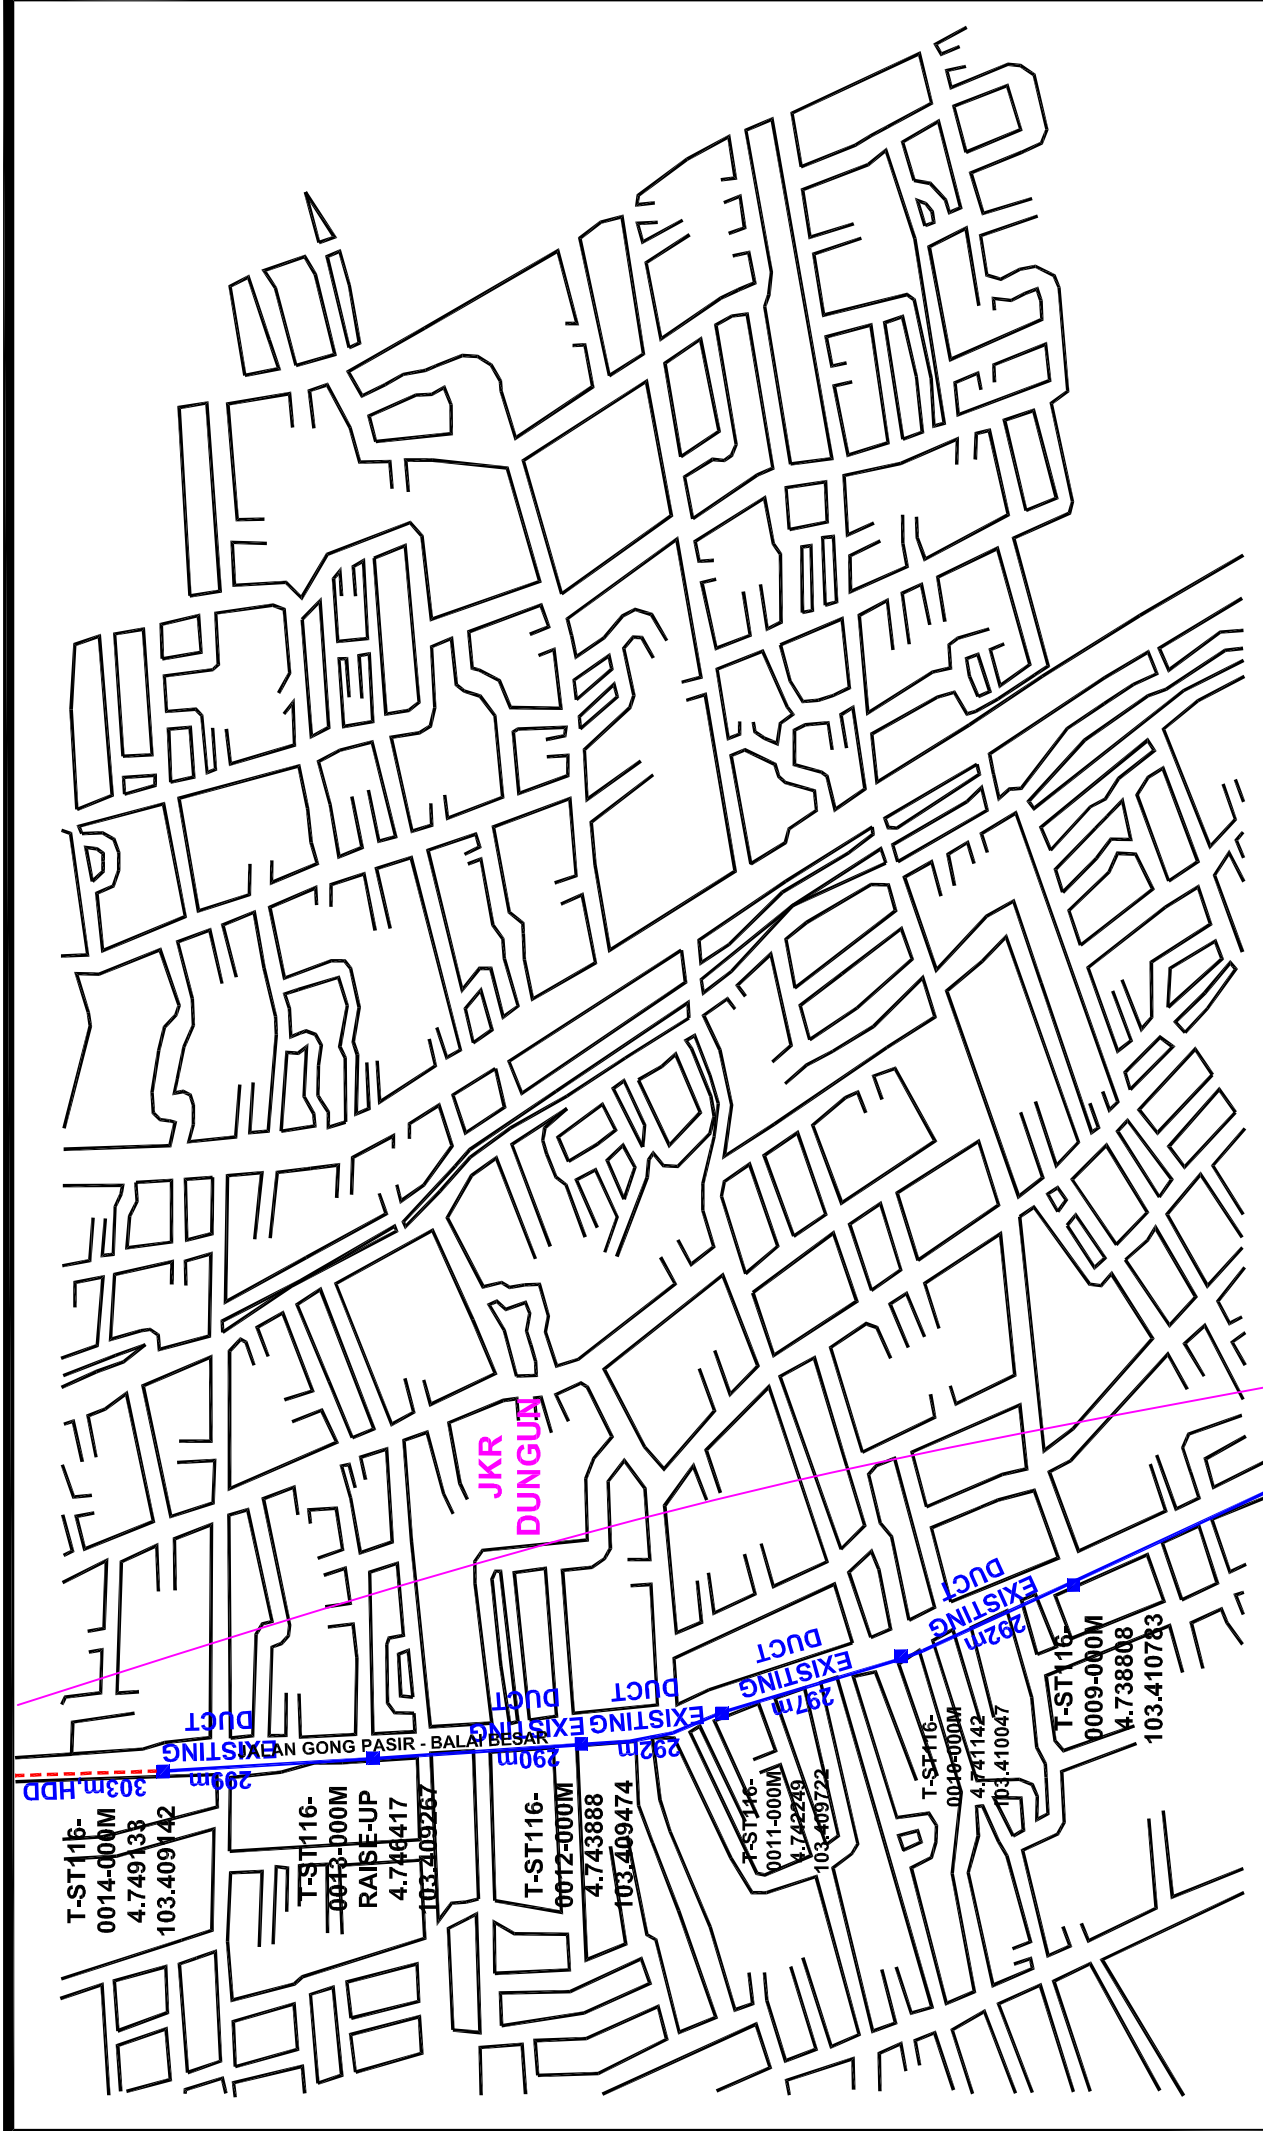 JKR
DUNGUN
303m,HDD
EXISTING
DUCT
299m
JALAN GONG PASIR - BALAI BESAR
EXISTING
DUCT
290m
EXISTING
DUCT
292m
EXISTING
DUCT
297m
EXISTING
DUCT
292m
T-ST116-
0014-000M
4.749133
103.409142
T-ST116-
0013-000M
RAISE-UP
4.746417
103.409267
T-ST116-
0012-000M
4.743888
103.409474
T-ST116-
0011-000M
4.742249
103.409722
T-ST116-
0010-000M
4.741142
103.410047
T-ST116-
0009-000M
4.738808
103.410783